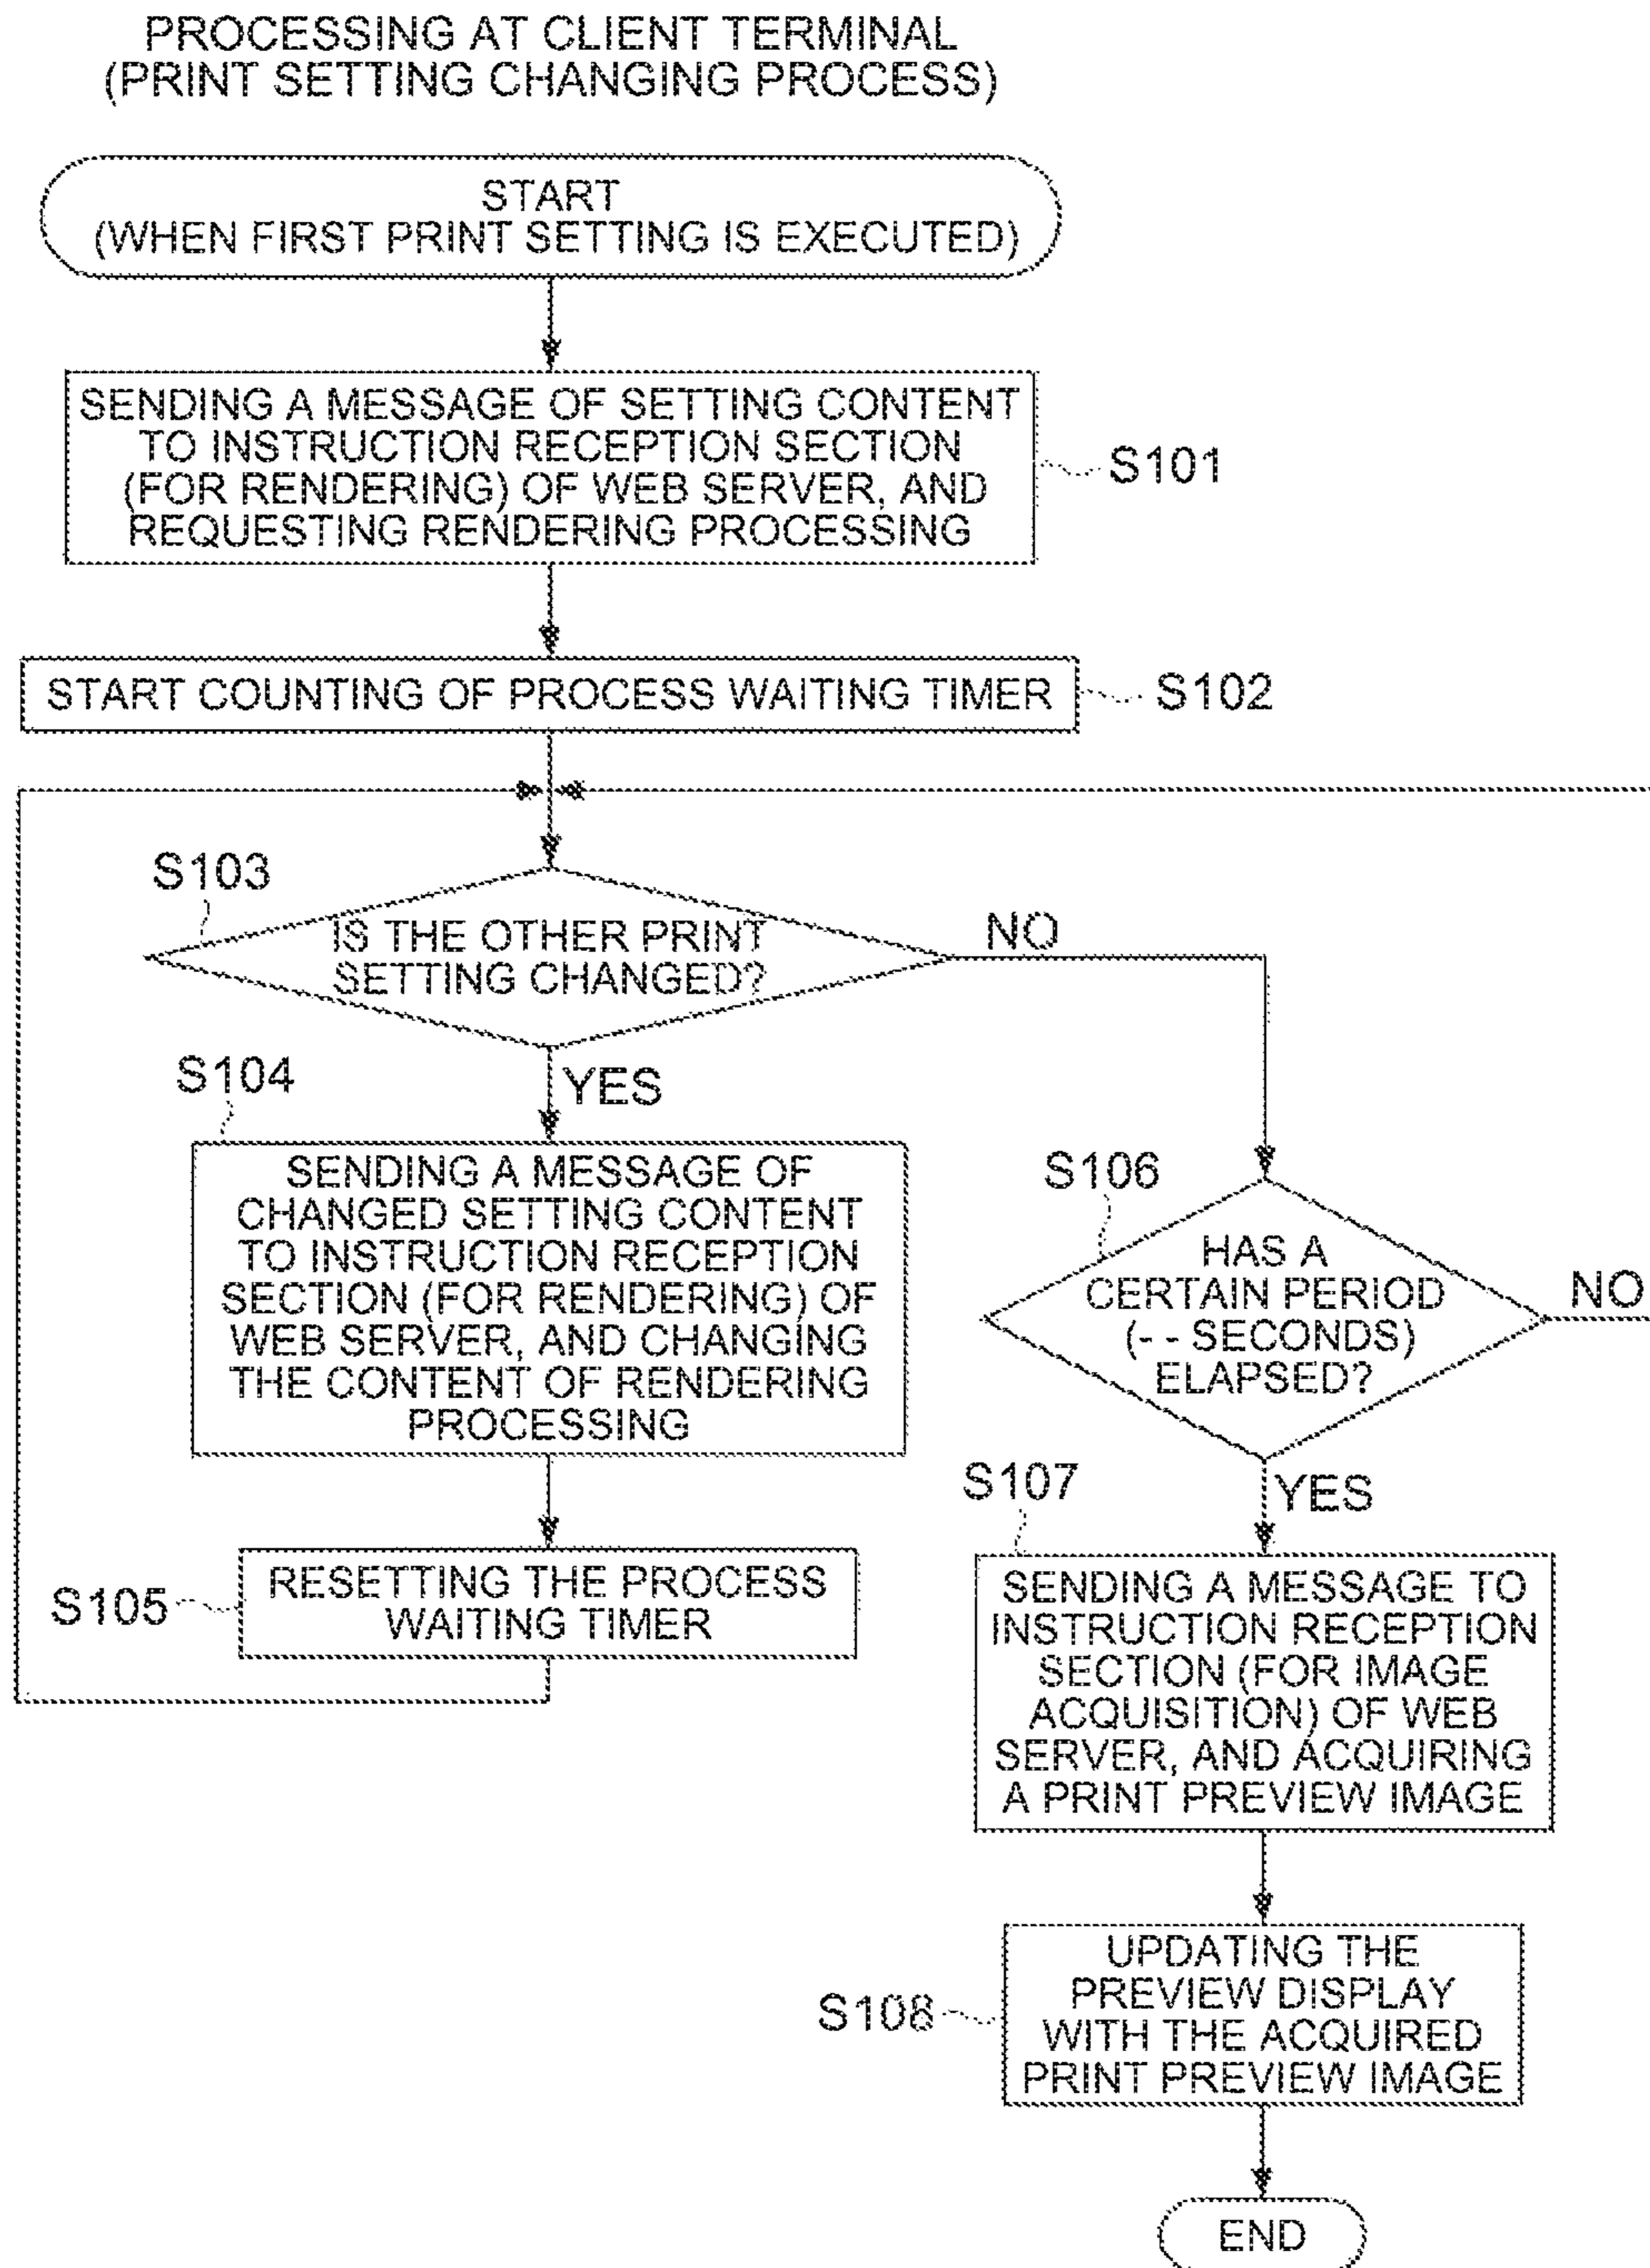 PROCESSING AT CLIENT TERMINAL
(PRINT SETTING CHANGING PROCESS)
START
(WHEN FIRST PRINT SETTING IS EXECUTED)
SENDING A MESSAGE OF SETTING CONTENT
TO INSTRUCTION RECEPTION SECTION
(FOR RENDERING) OF WEB SERVER, AND
REQUESTING RENDERING PROCESSING
S101
START COUNTING OF PROCESS WAITING TIMER
S102
S103
IS THE OTHER PRINT
SETTING CHANGED?
NO
YES
S104
SENDING A MESSAGE OF
CHANGED SETTING CONTENT
TO INSTRUCTION RECEPTION
SECTION (FOR RENDERING) OF
WEB SERVER, AND CHANGING
THE CONTENT OF RENDERING
PROCESSING
S105
RESETTING THE PROCESS
WAITING TIMER
S106
HAS A
CERTAIN PERIOD
(- - SECONDS)
ELAPSED?
NO
YES
S107
SENDING A MESSAGE TO
INSTRUCTION RECEPTION
SECTION (FOR IMAGE
ACQUISITION) OF WEB
SERVER, AND ACQUIRING
A PRINT PREVIEW IMAGE
S108
UPDATING THE
PREVIEW DISPLAY
WITH THE ACQUIRED
PRINT PREVIEW IMAGE
END